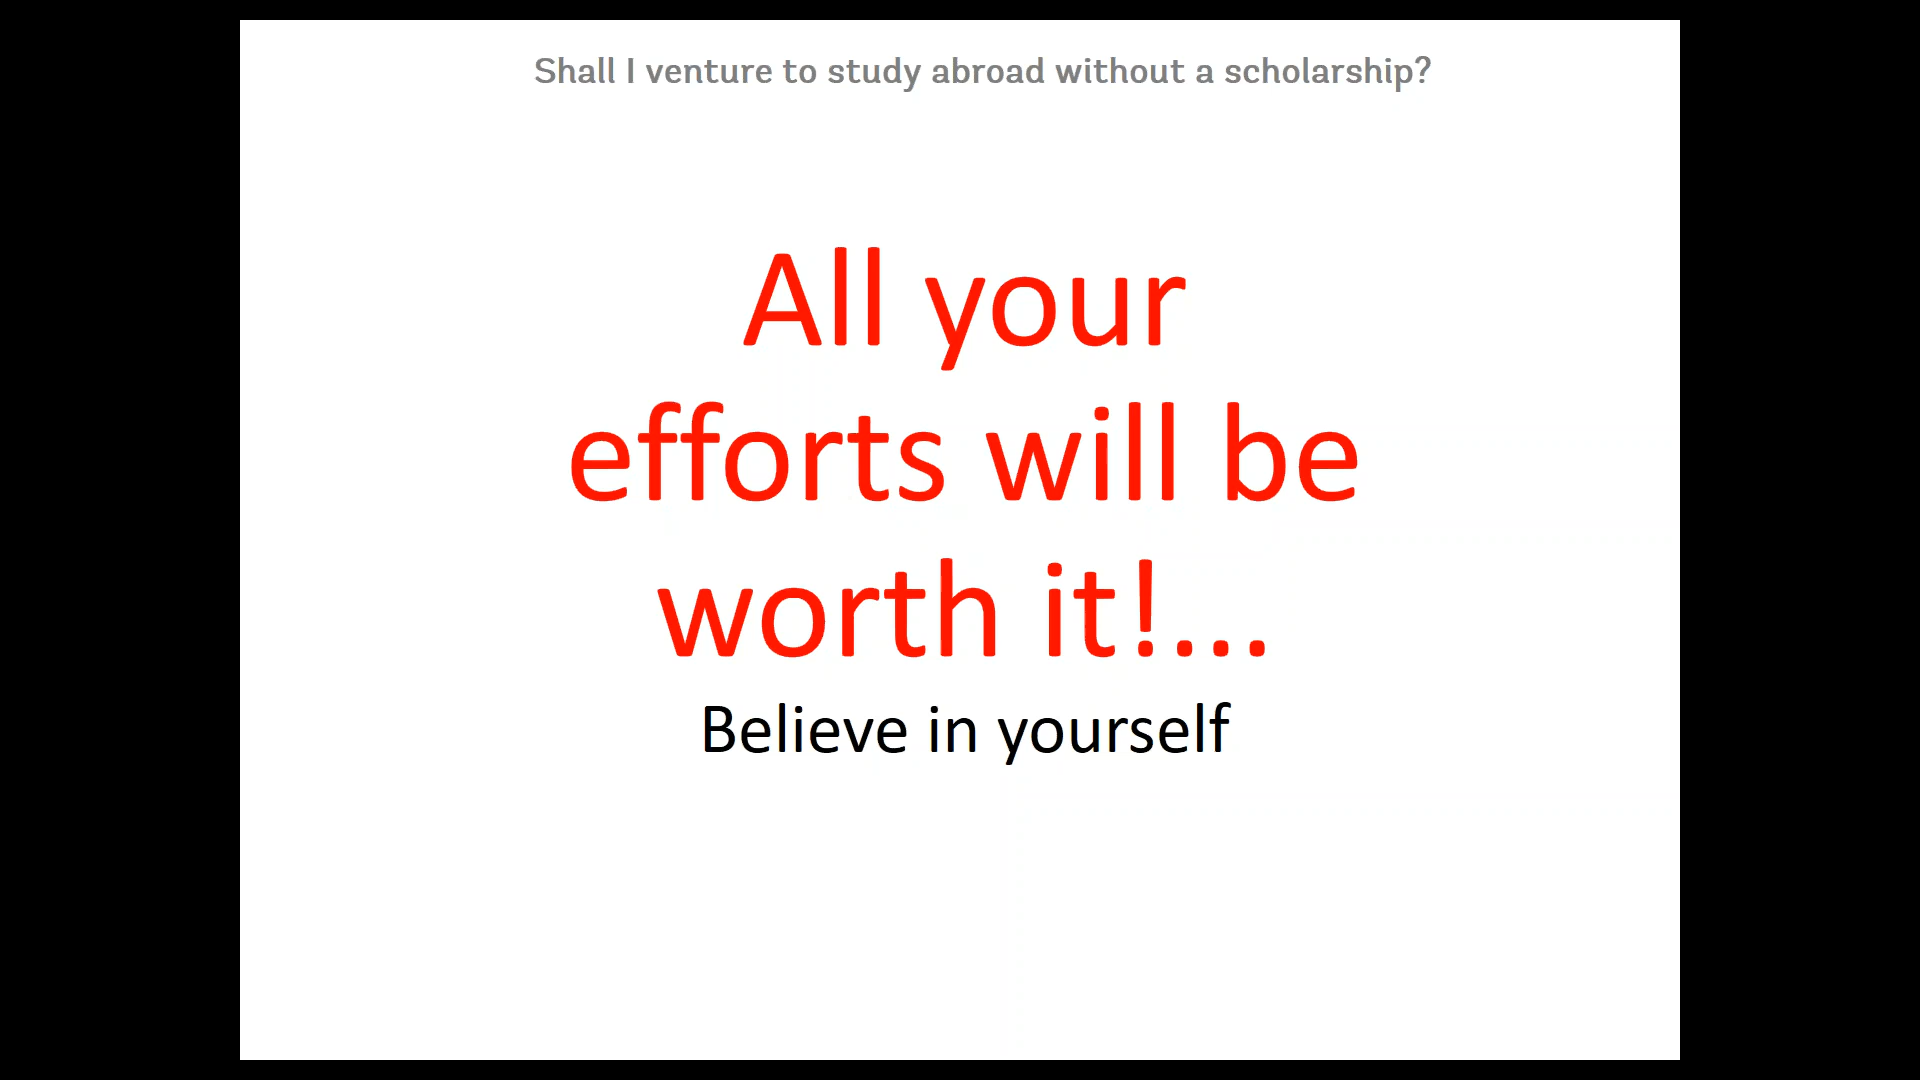 Shall I venture to study abroad without a scholarship?
All your
efforts will be
worth it!...
Believe in yourself